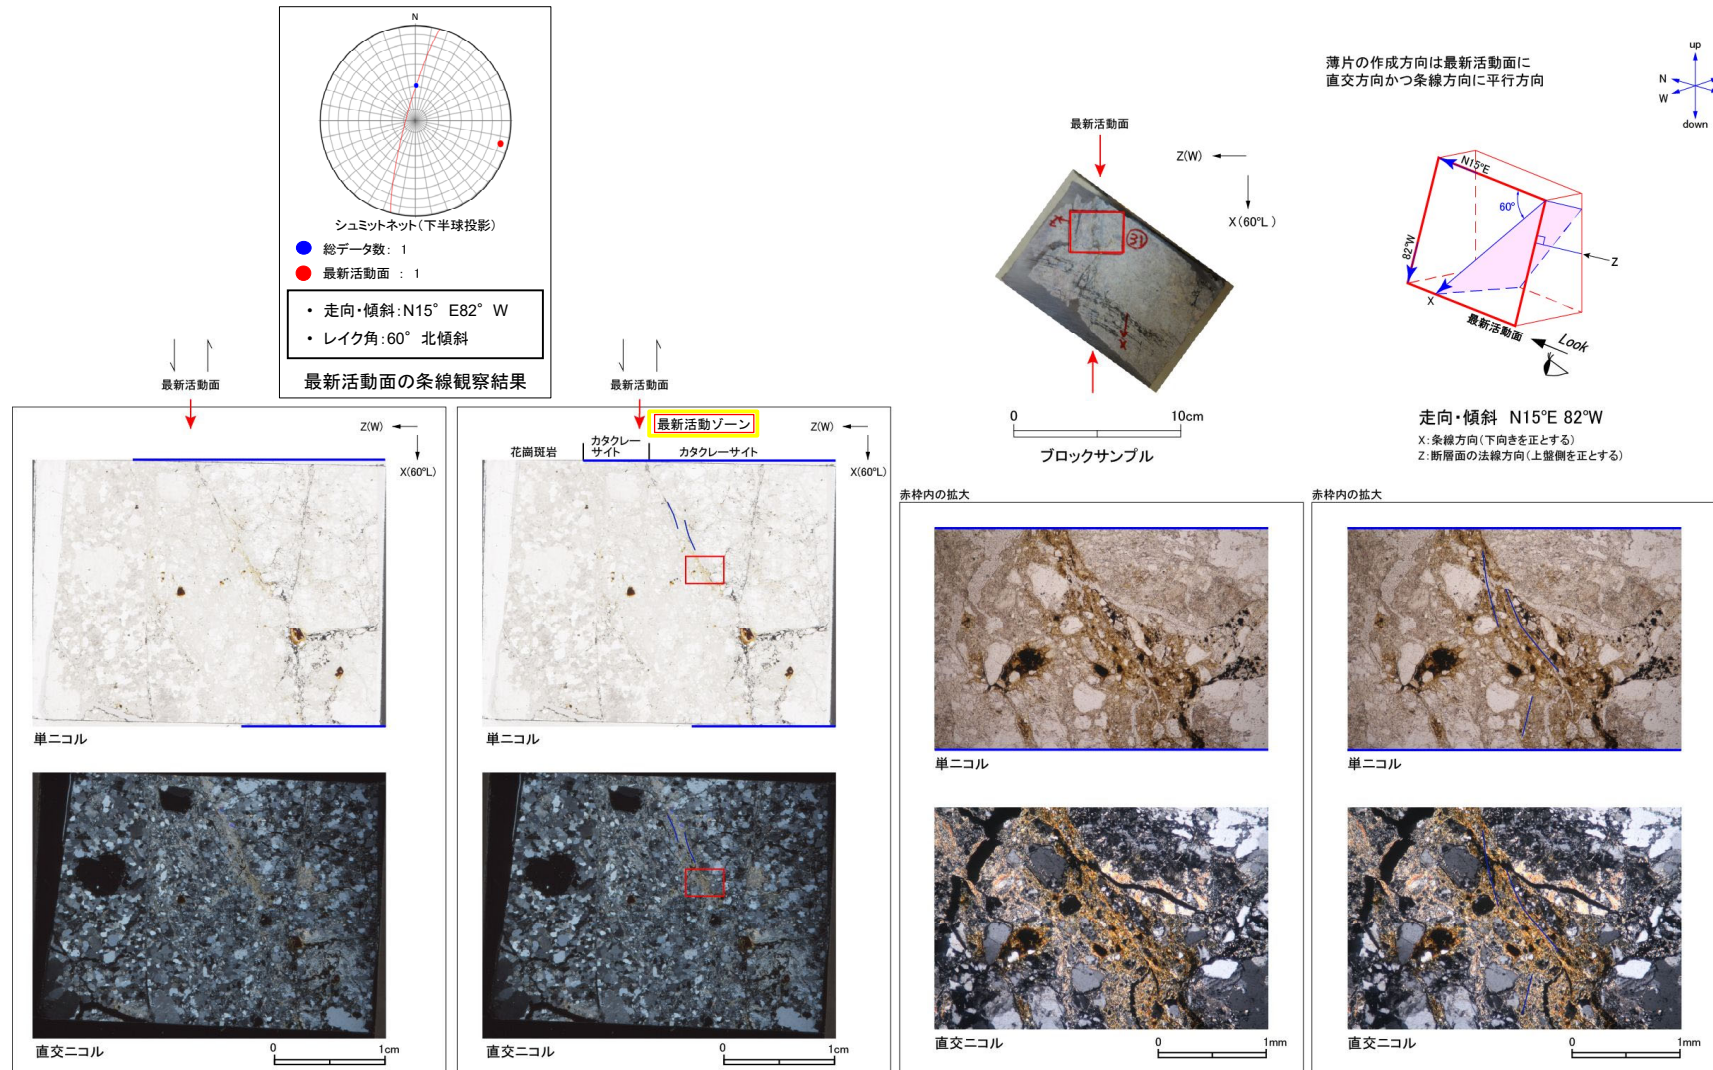 N
シュミットネット(下半球投影)
総データ数: 1
最新活動面 : 1
・ 走向・傾斜:N15° E82° W
・ レイク角:60° 北傾斜
最新活動面の条線観察結果
最新活動面
Z(W)
X(60°L)
単ニコル
直交ニコル
0 1cm
最新活動面
最新活動ゾーン
花崗斑岩
カタクレー
サイト
カタクレーサイト
Z(W)
X(60°L)
単ニコル
直交ニコル
0 1cm
最新活動面
Z(W)
X(60°L)
Z
31
X
0 10cm
ブロックサンプル
薄片の作成方向は最新活動面に
直交方向かつ条線方向に平行方向
up
N
W
down
N15°E
60°
82°W
Z
X
最新活動面
Look
走向・傾斜 N15°E 82°W
X:条線方向(下向きを正とする)
Z:断層面の法線方向(上盤側を正とする)
赤枠内の拡大
単ニコル
直交ニコル
0 1mm
赤枠内の拡大
単ニコル
直交ニコル
0 1mm